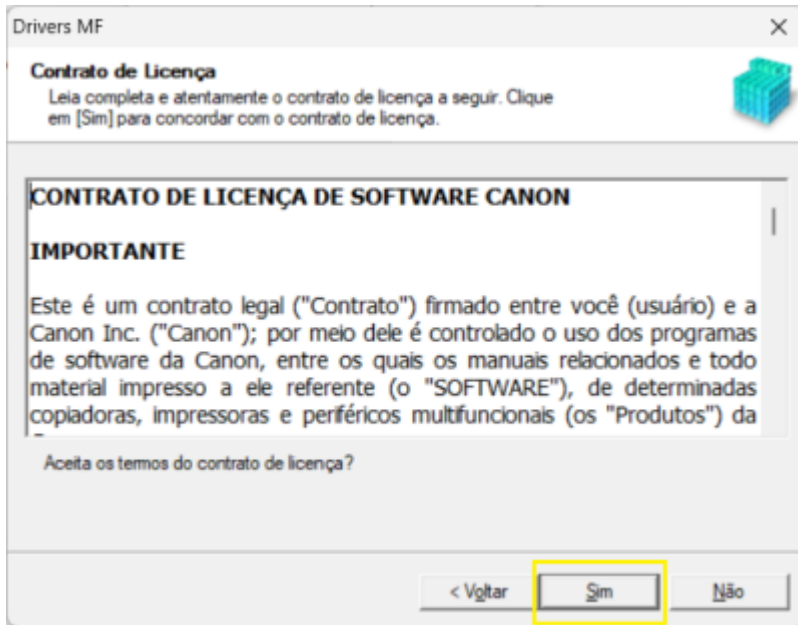 Drivers MF
Contrato de Licença
Leia completa e atentamente o contrato de licença a seguir. Clique
em [Sim] para concordar com o contrato de licença.
CONTRATO DE LICENÇA DE SOFTWARE CANON
IMPORTANTE
Este é um contrato legal ("Contrato") firmado entre você (usuário) e a
Canon Inc. ("Canon"); por meio dele é controlado o uso dos programas
de software da Canon, entre os quais os manuais relacionados e todo
material impresso a ele referente (o "SOFTWARE"), de determinadas
copiadoras, impressoras e periféricos multifuncionais (os "Produtos") da
Aceita os termos do contrato de licença?
< Voltar
Sim
Não